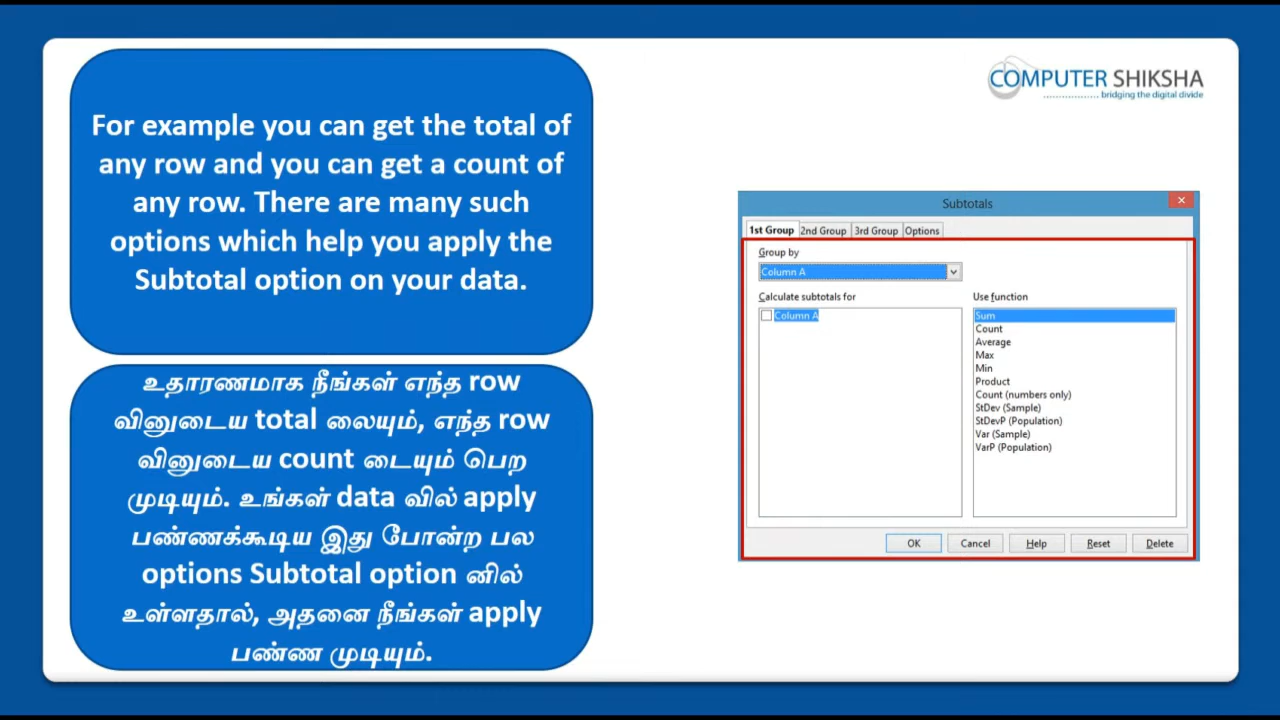 For example you can get the total of
any row and you can get a count of
any row. There are many such
options which help you apply the
Subtotal option on your data.
உதாரணமாக நீங்கள் எந்த row
வினுடைய total லையும், எந்த row
வினுடைய count டையும் பெற
முடியும். உங்கள் data வில் apply
பண்ணக்கூடிய இது போன்ற பல
options Subtotal option னில்
உள்ளதால், அதனை நீங்கள் apply
பண்ண முடியும்.
COMPUTER SHIKSHA
bridging the digital divide
Subtotals
1st Group 2nd Group 3rd Group Options
Group by
Column A
Calculate subtotals for
Column A
Use function
Sum
Count
Average
Max
Min
Product
Count (numbers only)
StDev (Sample)
StDevP (Population)
Var (Sample)
VarP (Population)
OK Cancel Help Reset Delete